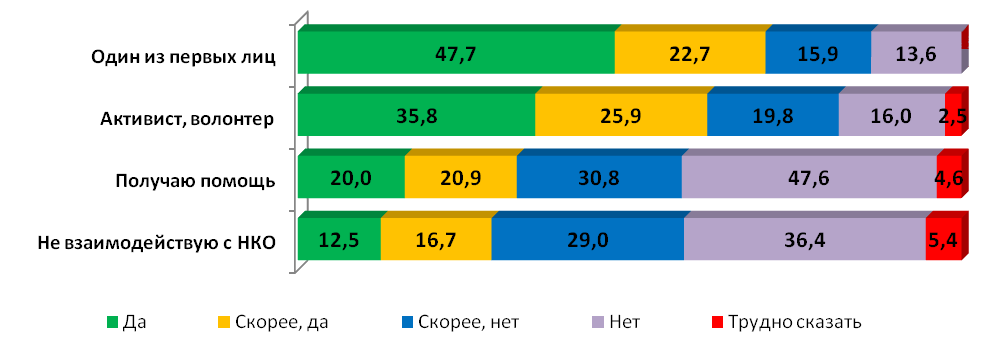 Один из первых лиц 47,7 22,7 15,9 13,6
Активист, волонтер 35,8 25,9 19,8 16,0 2,5
Получаю помощь 20,0 20,9 30,8 47,6 4,6
Не взаимодействую с НКО 12,5 16,7 29,0 36,4 5,4
Да Скорее, да Скорее, нет Нет Трудно сказать